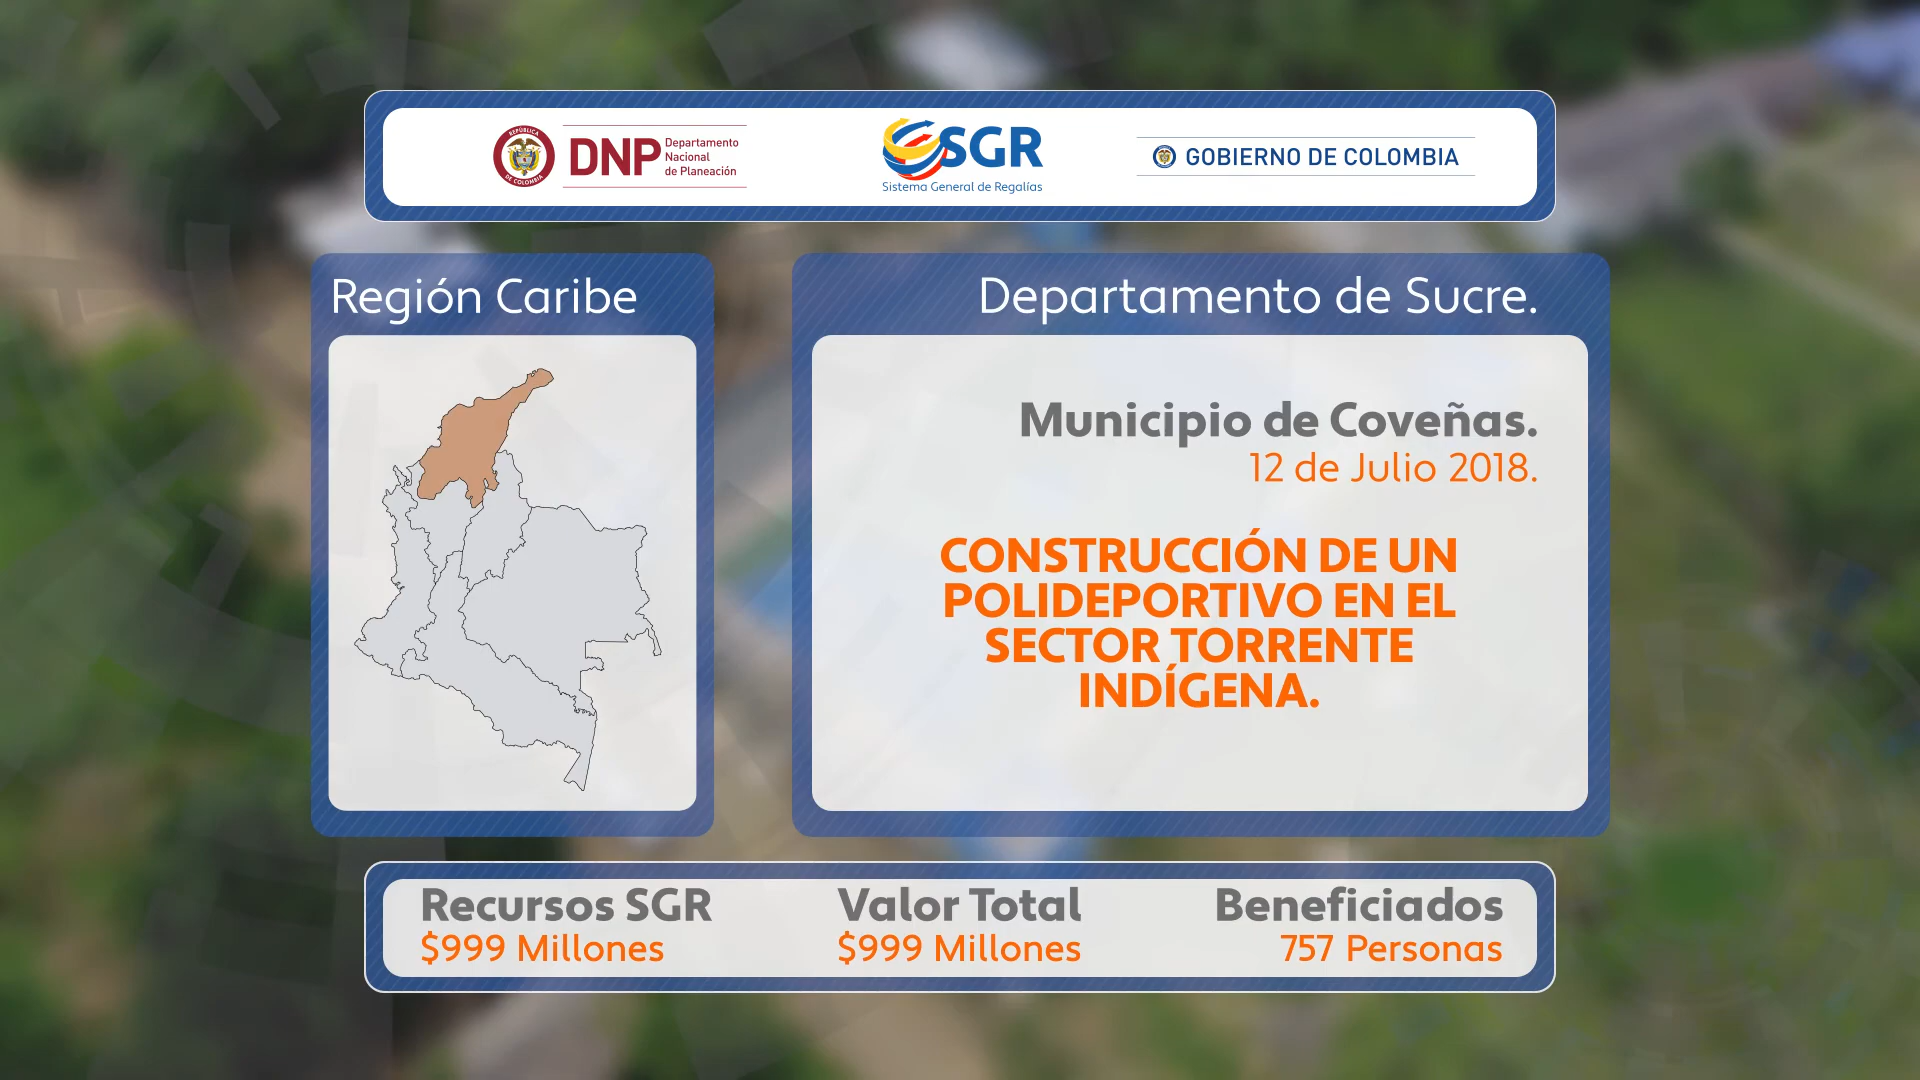 REPÚBLICA
DE COLOMBIA
DNP
Departamento
Nacional
de Planeación
SGR
Sistema General de Regalías
GOBIERNO DE COLOMBIA
Región Caribe
Departamento de Sucre.
Municipio de Coveñas.
12 de Julio 2018.
CONSTRUCCIÓN DE UN
POLIDEPORTIVO EN EL
SECTOR TORRENTE
INDÍGENA.
Recursos SGR
$999 Millones
Valor Total
$999 Millones
Beneficiados
757 Personas